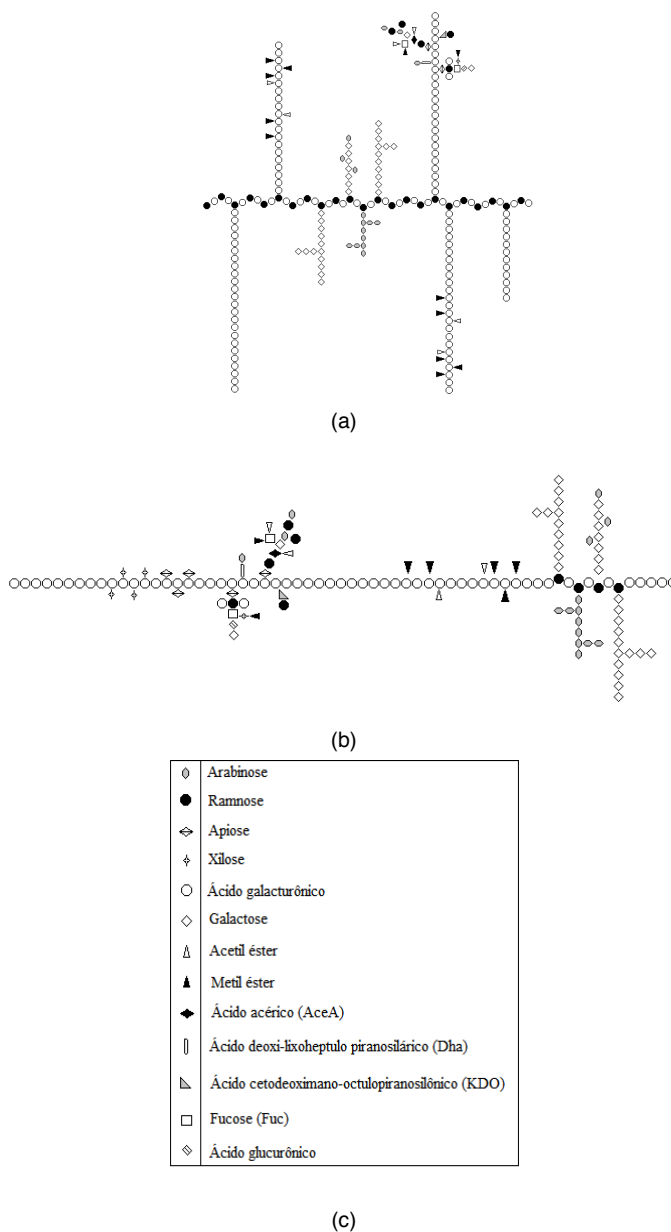 (a)
(b)
Arabinose
Ramnose
Apiose
Xilose
Ácido galacturônico
Galactose
Acetil éster
Metil éster
Ácido acérico (AceA)
Ácido deoxi-lixoheptulo piranosilárico (Dha)
Ácido cetodeoximano-octulopiranosilônico (KDO)
Fucose (Fuc)
Ácido glucurônico
(c)